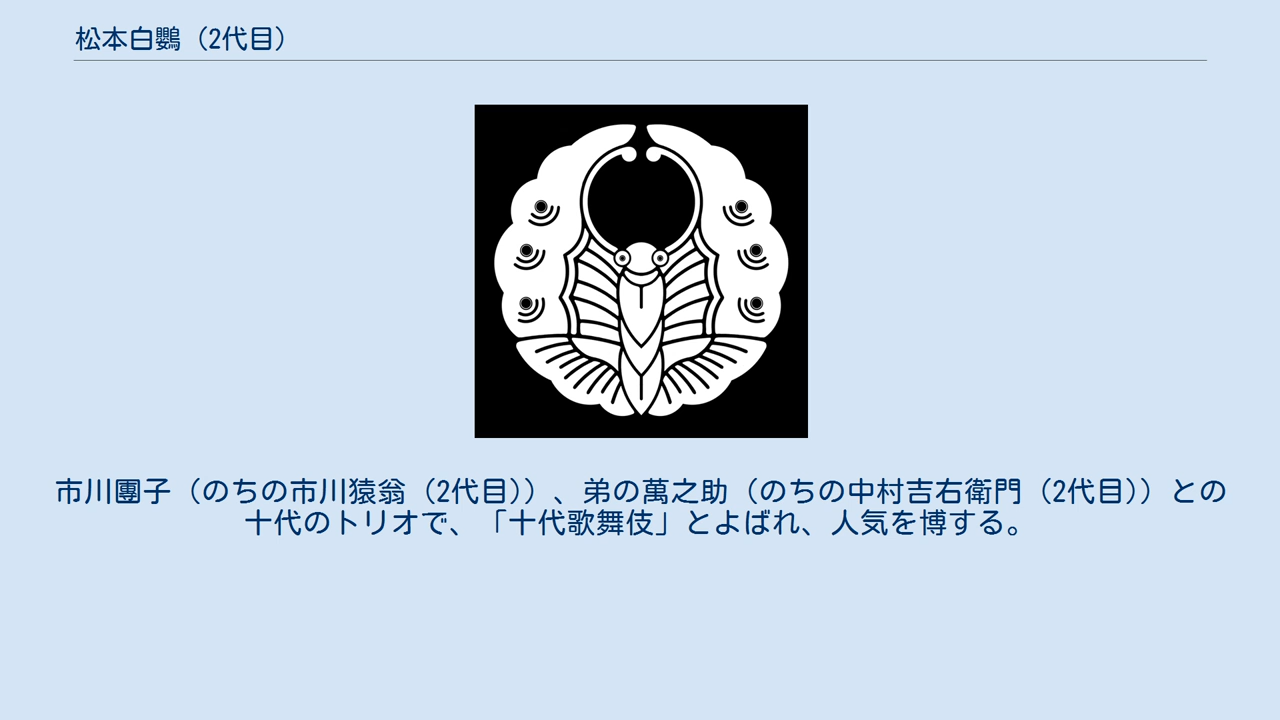 松本白鸚（2代目）
市川團子（のちの市川猿翁（2代目））、弟の萬之助（のちの中村吉右衛門（2代目））との
十代のトリオで、「十代歌舞伎」とよばれ、人気を博する。